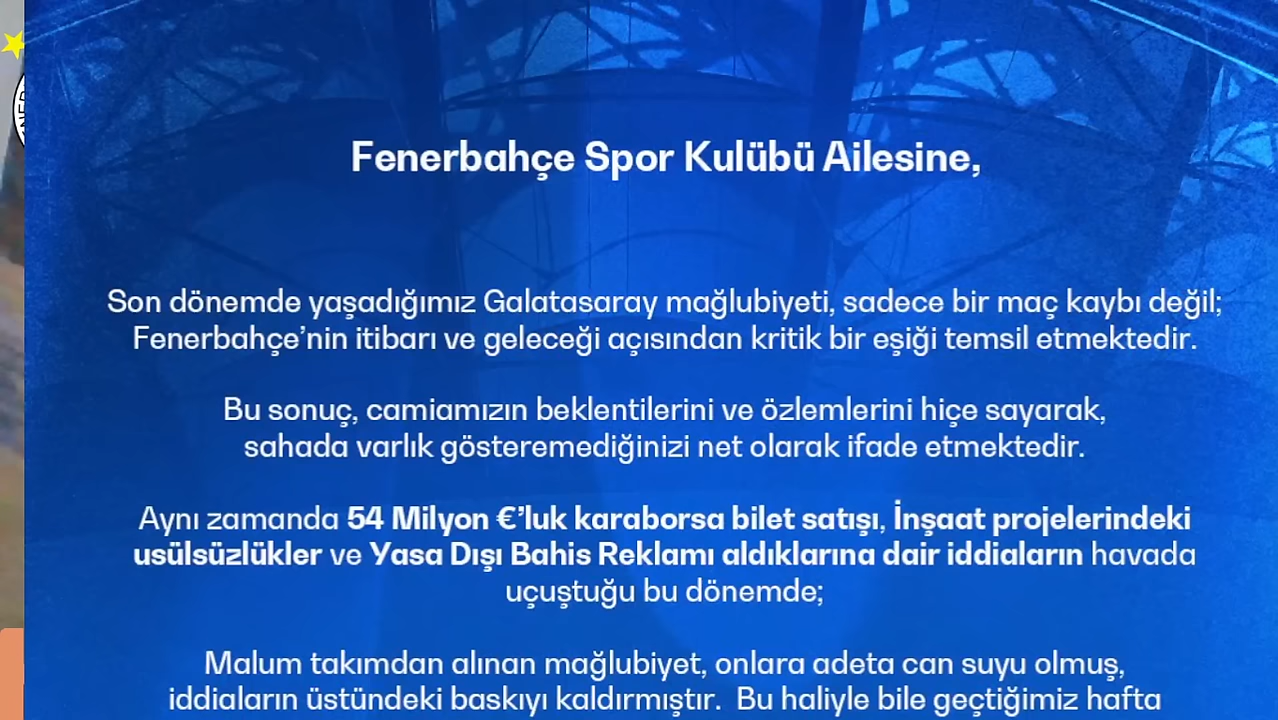 Fenerbahçe Spor Kulübü Ailesine,
Son dönemde yaşadığımız Galatasaray mağlubiyeti, sadece bir maç kaybı değil;
Fenerbahçe’nin itibarı ve geleceği açısından kritik bir eşiği temsil etmektedir.
Bu sonuç, camiamızın beklentilerini ve özlemlerini hiçe sayarak,
sahada varlık gösteremediğinizi net olarak ifade etmektedir.
Aynı zamanda 54 Milyon €’luk karaborsa bilet satışı, İnşaat projelerindeki
usülsüzlükler ve Yasa Dışı Bahis Reklamı aldıklarına dair iddiaların havada
uçuştuğu bu dönemde;
Malum takımdan alınan mağlubiyet, onlara adeta can suyu olmuş,
iddiaların üstündeki baskıyı kaldırmıştır. Bu haliyle bile geçtiğimiz hafta